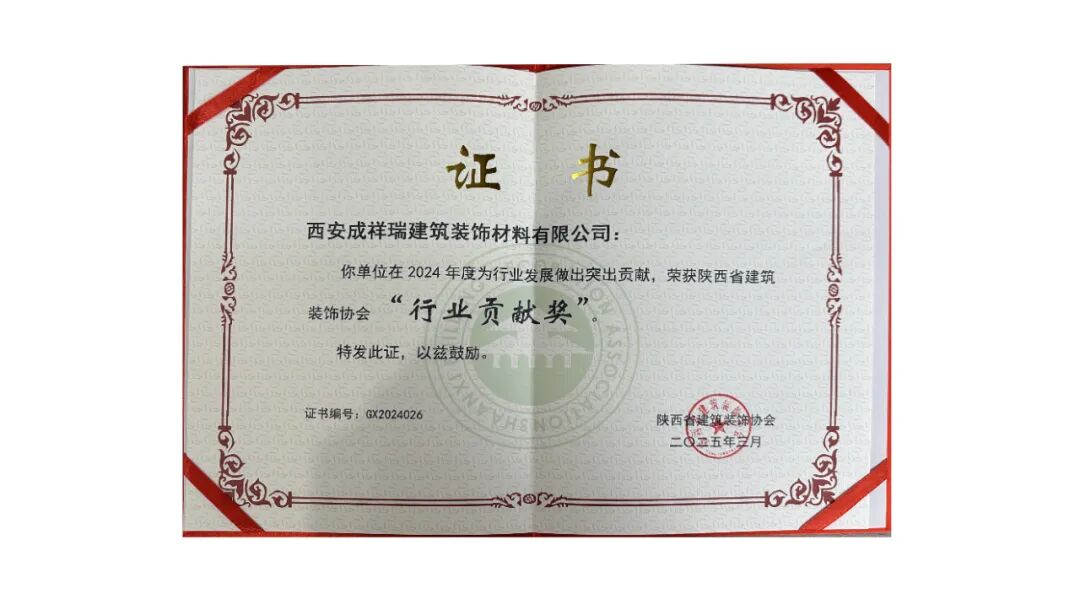 证 书
西安成祥瑞建筑装饰材料有限公司：
你单位在 2024 年度为行业发展做出突出贡献，荣获陕西省建筑
装饰协会 “行业贡献奖”。
特发此证，以兹鼓励。
证书编号：GX2024026
陕西省建筑装饰协会
二〇二五年三月